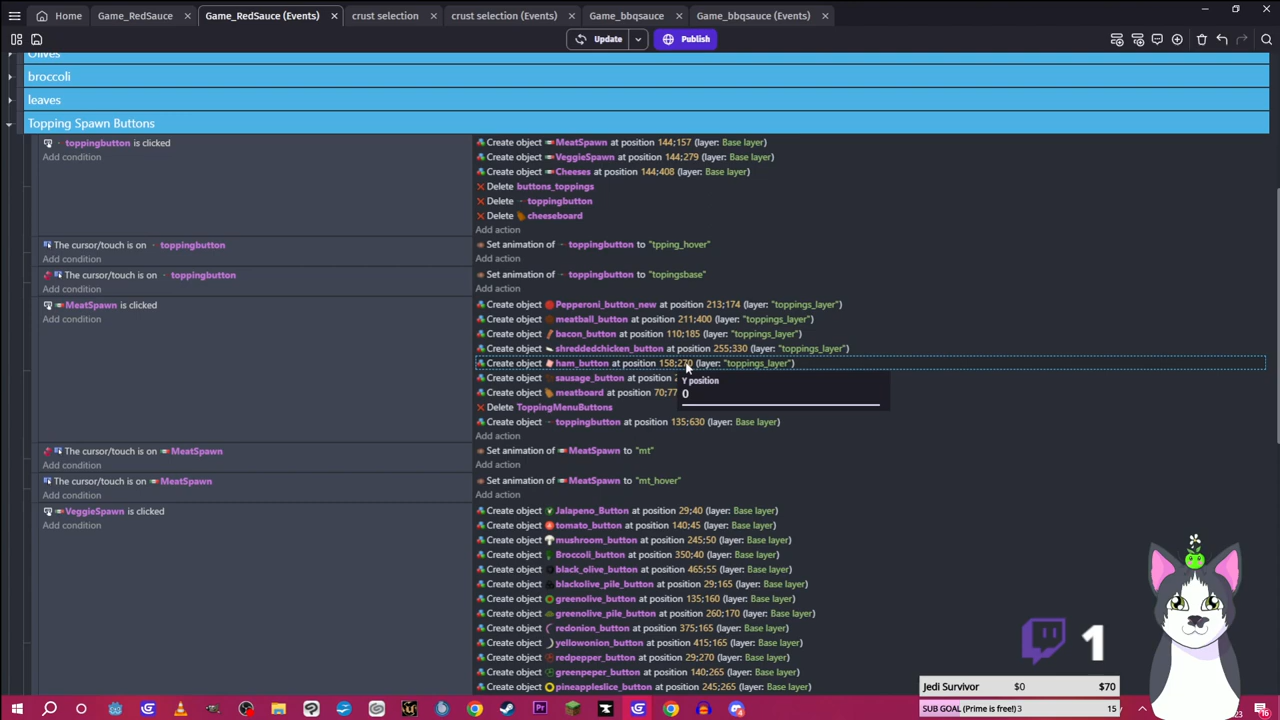 Home
Game_RedSauce
Game_RedSauce (Events)
crust selection
crust selection (Events)
Game_bbqsauce
Game_bbqsauce (Events)
Update
Publish
Olives
broccoli
leaves
Topping Spawn Buttons
toppingbutton is clicked
Add condition
Create object MeatSpawn at position 144;157 (layer: Base layer)
Create object VeggieSpawn at position 144;279 (layer: Base layer)
Create object Cheeses at position 144;408 (layer: Base layer)
Delete buttons_toppings
Delete toppingbutton
Delete cheeseboard
Add action
The cursor/touch is on toppingbutton
Add condition
Set animation of toppingbutton to "tpping_hover"
Add action
The cursor/touch is on toppingbutton
Add condition
Set animation of toppingbutton to "topingsbase"
Add action
MeatSpawn is clicked
Add condition
Create object Pepperoni_button_new at position 213;174 (layer: "toppings_layer")
Create object meatball_button at position 211;400 (layer: "toppings_layer")
Create object bacon_button at position 110;185 (layer: "toppings_layer")
Create object shreddedchicken_button at position 255;330 (layer: "toppings_layer")
Create object ham_button at position 158;270 (layer: "toppings_layer")
Create object sausage_button at position
Create object meatboard at position 70;77
Y position
0
Delete ToppingMenuButtons
Create object toppingbutton at position 135;630 (layer: Base layer)
Add action
The cursor/touch is on MeatSpawn
Add condition
Set animation of MeatSpawn to "mt"
Add action
The cursor/touch is on MeatSpawn
Add condition
Set animation of MeatSpawn to "mt_hover"
Add action
VeggieSpawn is clicked
Add condition
Create object Jalapeno_Button at position 29;40 (layer: Base layer)
Create object tomato_button at position 140;45 (layer: Base layer)
Create object mushroom_button at position 245;50 (layer: Base layer)
Create object Broccoli_button at position 350;40 (layer: Base layer)
Create object black_olive_button at position 465;55 (layer: Base layer)
Create object blackolive_pile_button at position 29;165 (layer: Base layer)
Create object greenolive_button at position 135;160 (layer: Base layer)
Create object greenolive_pile_button at position 260;170 (layer: Base layer)
Create object redonion_button at position 375;165 (layer: Base layer)
Create object yellowonion_button at position 415;165 (layer: Base layer)
Create object redpepper_button at position 29;270 (layer: Base layer)
Create object greenpeper_button at position 140;265 (layer: Base layer)
Create object pineappleslice_button at position 245;265 (layer: Base layer)
1
Jedi Survivor $0 $70
SUB GOAL (Prime is free!) 3 15